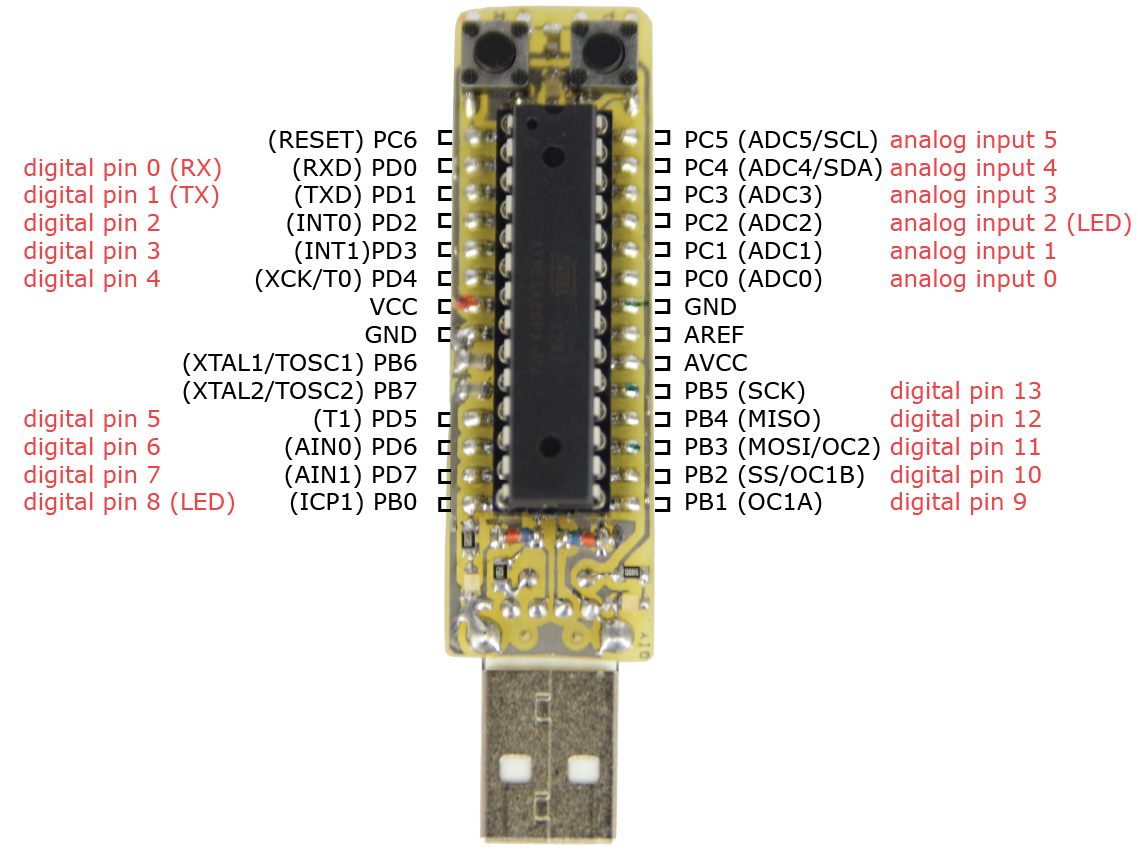 (RESET) PC6 PC5 (ADC5/SCL) analog input 5
digital pin 0 (RX) (RXD) PD0 PC4 (ADC4/SDA) analog input 4
digital pin 1 (TX) (TXD) PD1 PC3 (ADC3) analog input 3
digital pin 2 (INT0) PD2 PC2 (ADC2) analog input 2 (LED)
digital pin 3 (INT1)PD3 PC1 (ADC1) analog input 1
digital pin 4 (XCK/T0) PD4 PC0 (ADC0) analog input 0
VCC GND
GND AREF
(XTAL1/TOSC1) PB6 AVCC
(XTAL2/TOSC2) PB7 PB5 (SCK) digital pin 13
digital pin 5 (T1) PD5 PB4 (MISO) digital pin 12
digital pin 6 (AIN0) PD6 PB3 (MOSI/OC2) digital pin 11
digital pin 7 (AIN1) PD7 PB2 (SS/OC1B) digital pin 10
digital pin 8 (LED) (ICP1) PB0 PB1 (OC1A) digital pin 9